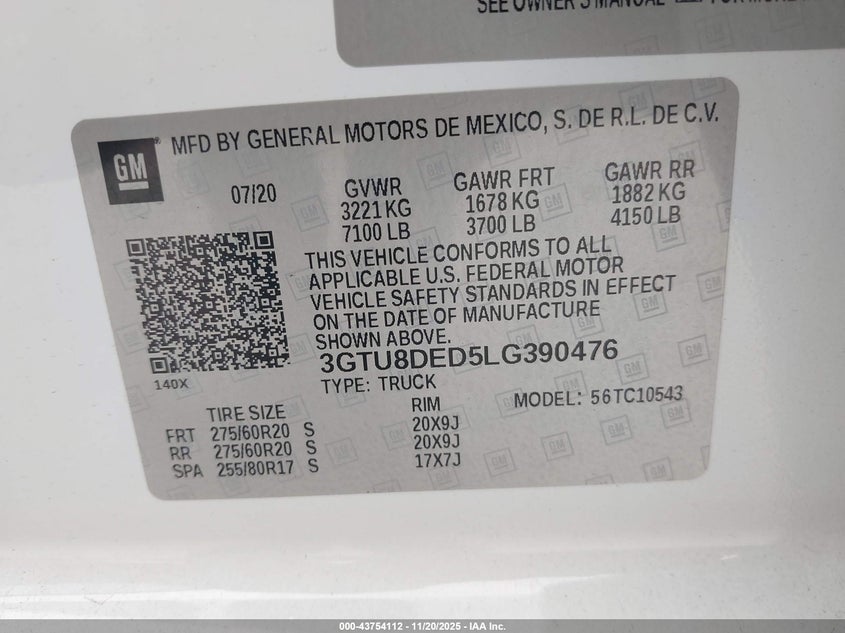 SEE OWNER'S MANUAL
FOR MORE
GM
MFD BY GENERAL MOTORS DE MEXICO, S. DE R.L. DE C.V.
07/20
GVWR
3221 KG
7100 LB
GAWR FRT
1678 KG
3700 LB
GAWR RR
1882 KG
4150 LB
THIS VEHICLE CONFORMS TO ALL
APPLICABLE U.S. FEDERAL MOTOR
VEHICLE SAFETY STANDARDS IN EFFECT
ON THE DATE OF MANUFACTURE
SHOWN ABOVE.
3GTU8DED5LG390476
140X
TYPE: TRUCK
MODEL: 56TC10543
TIRE SIZE RIM
FRT 275/60R20 S 20X9J
RR 275/60R20 S 20X9J
SPA 255/80R17 S 17X7J
000-43754112 - 11/20/2025 - IAA Inc.